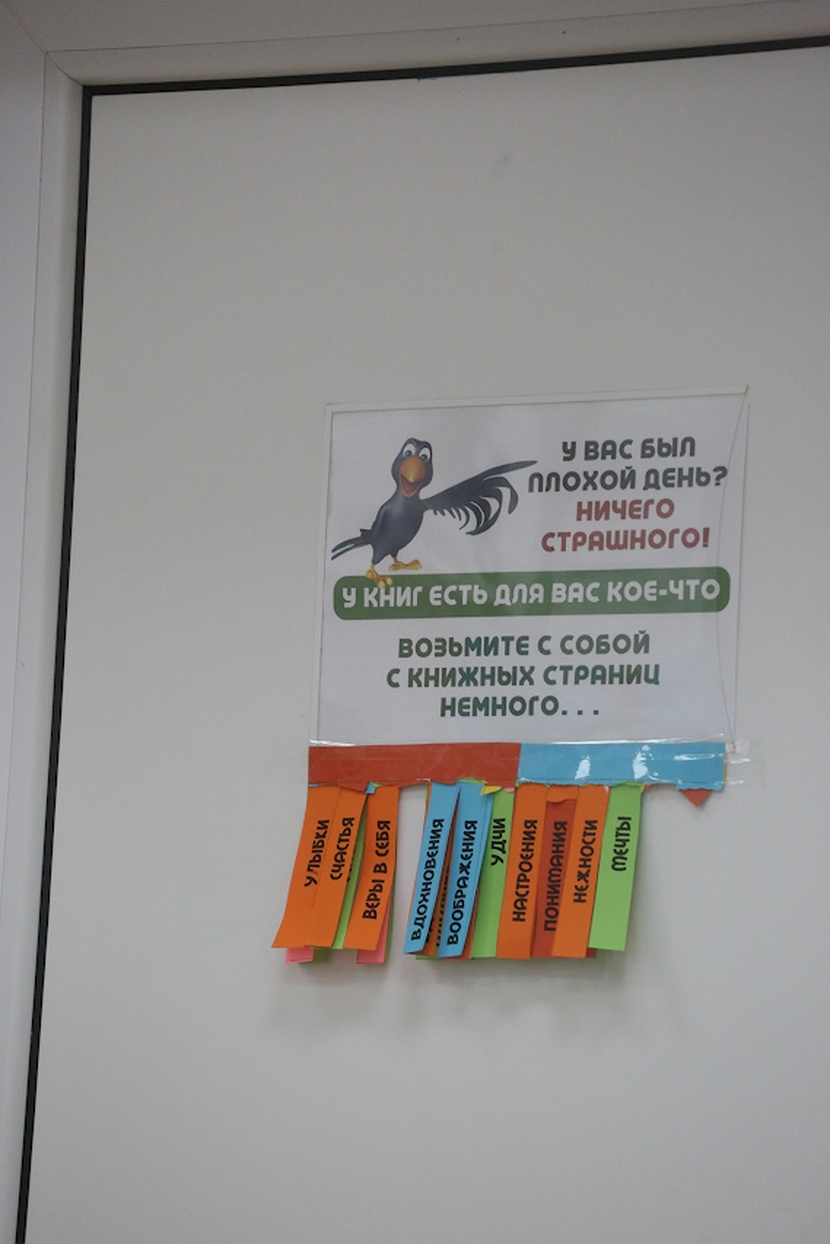 У ВАС БЫЛ
ПЛОХОЙ ДЕНЬ?
НИЧЕГО
СТРАШНОГО!
У КНИГ ЕСТЬ ДЛЯ ВАС КОЕ-ЧТО
ВОЗЬМИТЕ С СОБОЙ
С КНИЖНЫХ СТРАНИЦ
НЕМНОГО...
УЛЫБКИ
СЧАСТЬЯ
ВЕРЫ В СЕБЯ
ВДОХНОВЕНИЯ
ВООБРАЖЕНИЯ
УДЧИ
НАСТРОЕНИЯ
ПОНИМАНИЯ
НЕЖНОСТИ
МЕЧТЫ